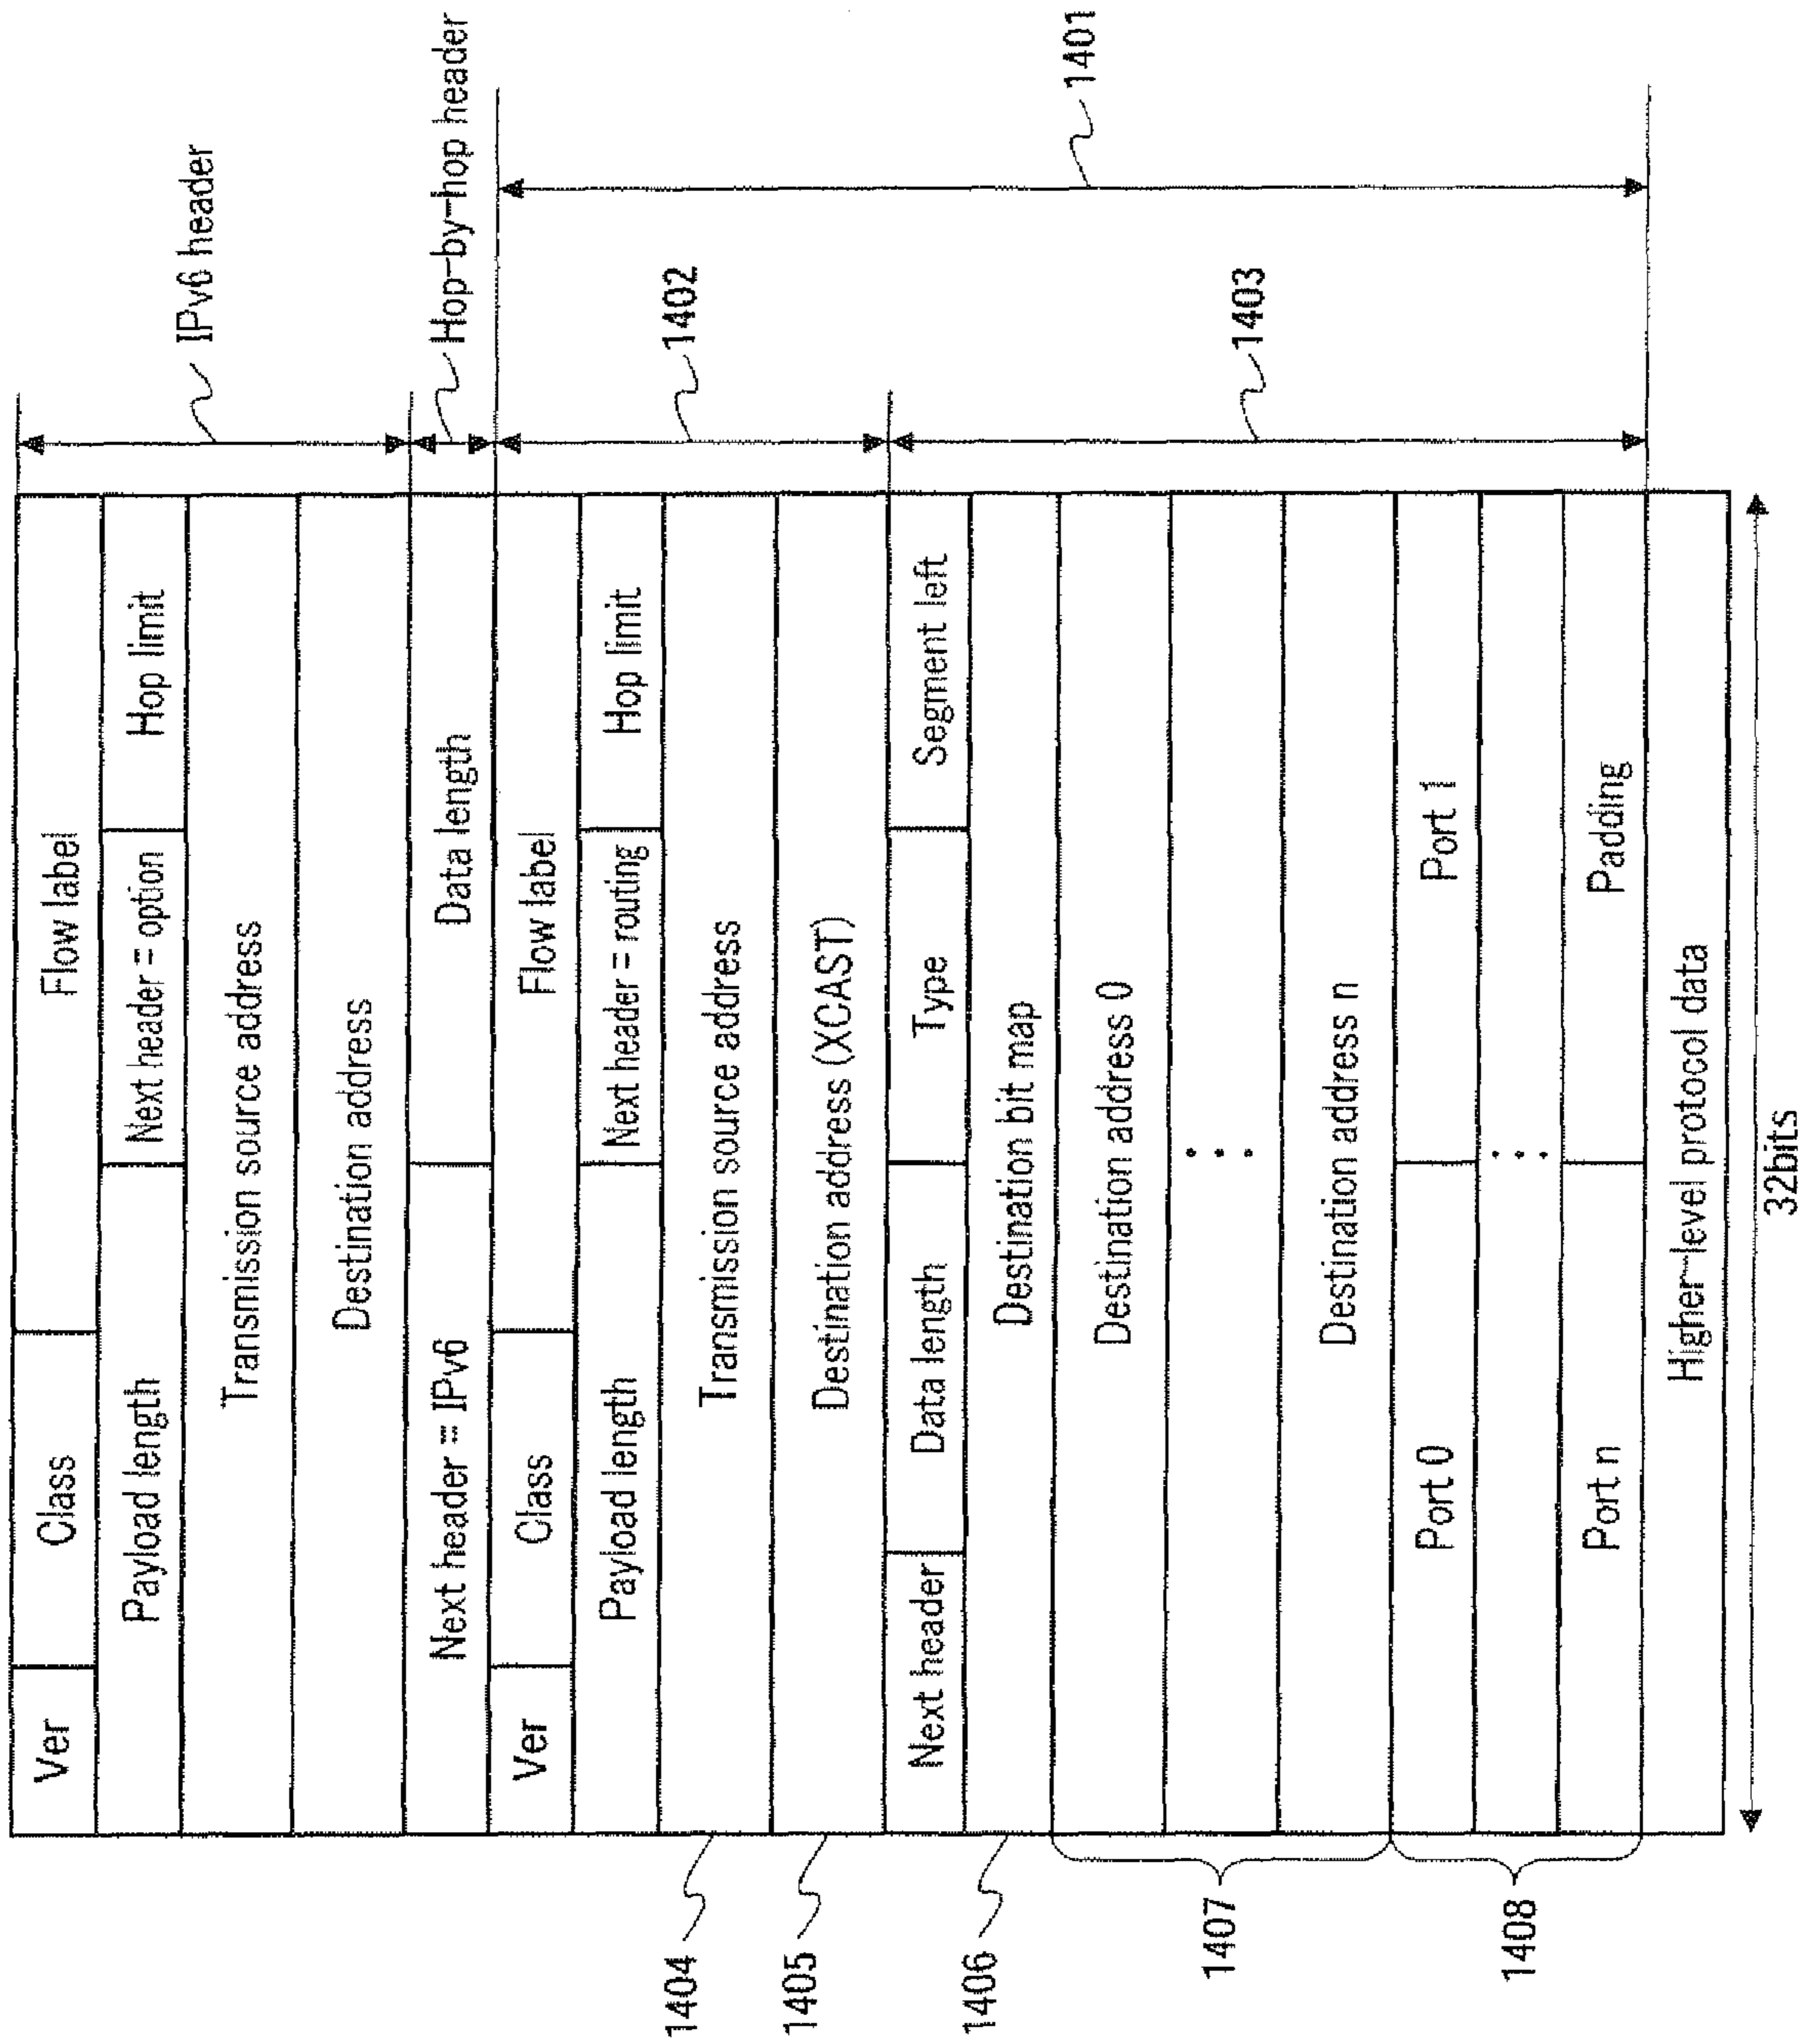 IPv6 header
Hop-by-hop header
1401
1402
1403
Ver
Class
Flow label
Payload length
Next header = option
Hop limit
Transmission source address
Destination address
Next header = IPv6
Data length
Ver
Class
Flow label
Payload length
Next header = routing
Hop limit
1404
Transmission source address
1405
Destination address (XCAST)
Next header
Data length
Type
Segment left
1406
Destination bit map
1407
Destination address 0
...
Destination address n
1408
Port 0
Port 1
...
Port n
Padding
Higher-level protocol data
32bits